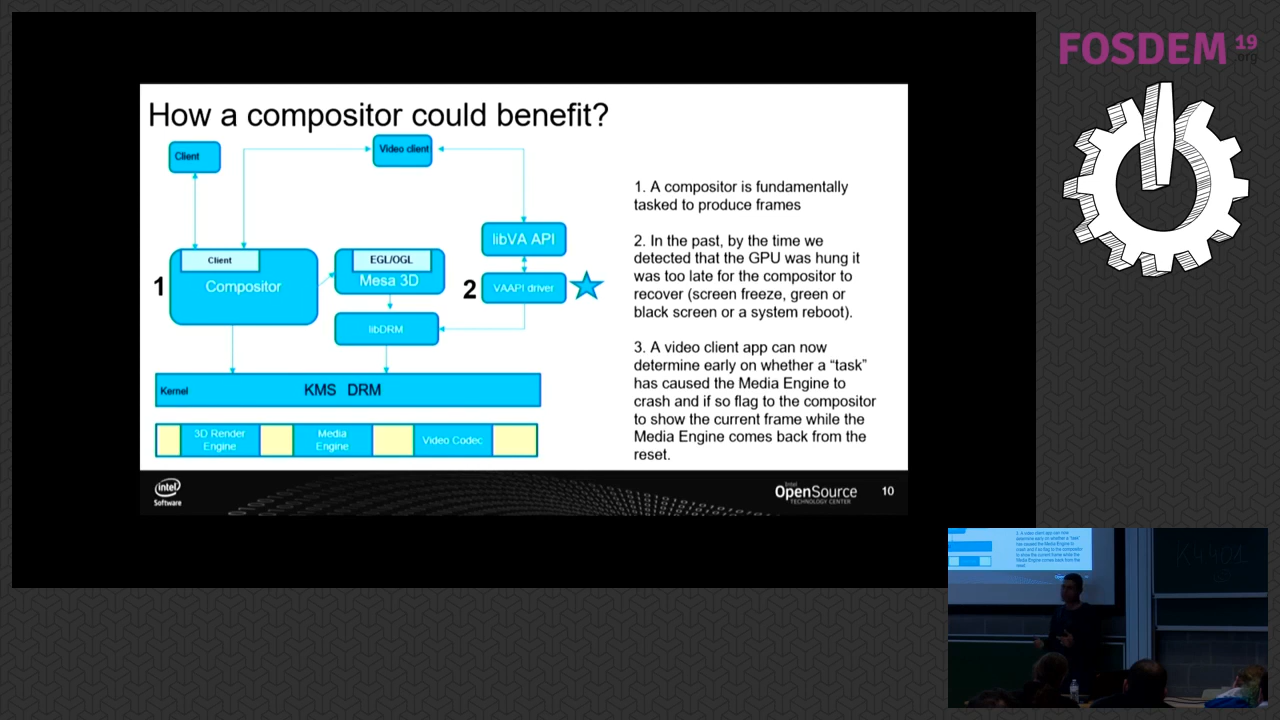 FOSDEM 19
.org
How a compositor could benefit?
Client
Video client
libVA API
Client
Compositor
EGL/OGL
Mesa 3D
1
2
VAAPI driver
libDRM
Kernel
KMS DRM
3D Render
Engine
Media
Engine
Video Codec
1. A compositor is fundamentally
tasked to produce frames
2. In the past, by the time we
detected that the GPU was hung it
was too late for the compositor to
recover (screen freeze, green or
black screen or a system reboot).
3. A video client app can now
determine early on whether a “task”
has caused the Media Engine to
crash and if so flag to the compositor
to show the current frame while the
Media Engine comes back from the
reset.
intel
Software
Intel
OpenSource
TECHNOLOGY CENTER
10